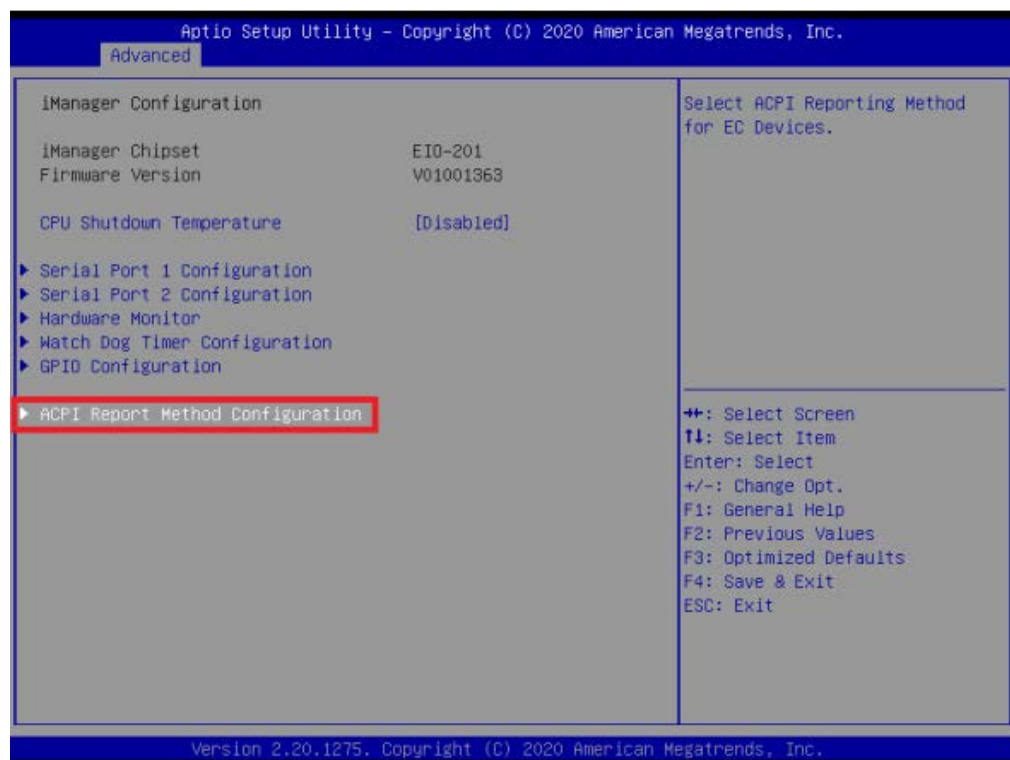 Aptio Setup Utility – Copyright (C) 2020 American Megatrends, Inc.
Advanced
iManager Configuration
iManager Chipset EIO-201
Firmware Version V01001363
CPU Shutdown Temperature [Disabled]
Serial Port 1 Configuration
Serial Port 2 Configuration
Hardware Monitor
Watch Dog Timer Configuration
GPIO Configuration
ACPI Report Method Configuration
Select ACPI Reporting Method
for EC Devices.
→←: Select Screen
↑↓: Select Item
Enter: Select
+/-: Change Opt.
F1: General Help
F2: Previous Values
F3: Optimized Defaults
F4: Save & Exit
ESC: Exit
Version 2.20.1275. Copyright (C) 2020 American Megatrends, Inc.